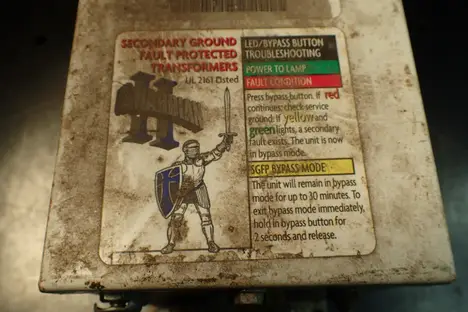 SECONDARY GROUND
FAULT PROTECTED
TRANSFORMERS
UL 2161 Listed
LED/BYPASS BUTTON
TROUBLESHOOTING
POWER TO LAMP
FAULT CONDITION
Press bypass button. If red
continues; check service
ground: if yellow and
green lights, a secondary
fault exists. The unit is now
in bypass mode.
SGFP BYPASS MODE
The unit will remain in bypass
mode for up to 30 minutes. To
exit bypass mode immediately,
hold in bypass button for
2 seconds and release.